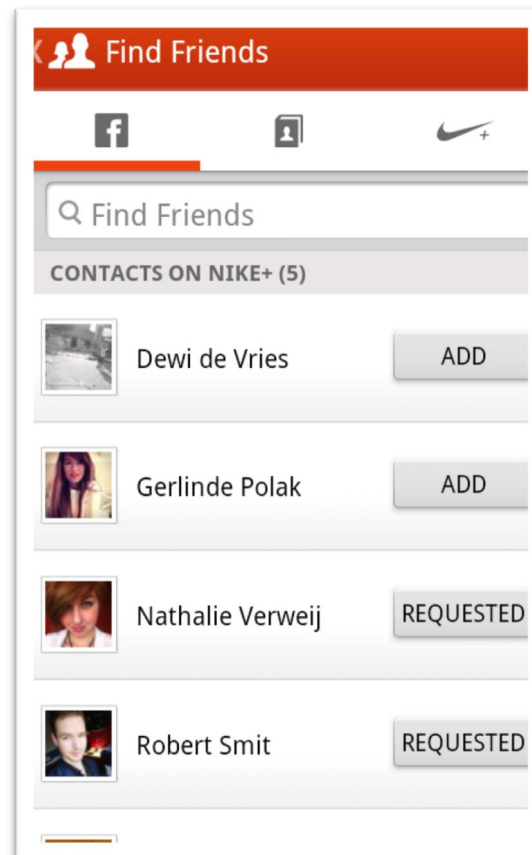 Find Friends
Find Friends
CONTACTS ON NIKE+ (5)
Dewi de Vries
ADD
Gerlinde Polak
ADD
Nathalie Verweij
REQUESTED
Robert Smit
REQUESTED